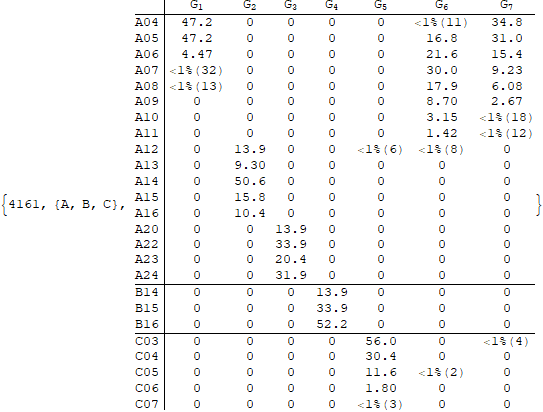 G1 G2 G3 G4 G5 G6 G7
A04 47.2 0 0 0 0 <1%(11) 34.8
A05 47.2 0 0 0 0 16.8 31.0
A06 4.47 0 0 0 0 21.6 15.4
A07 <1%(32) 0 0 0 0 30.0 9.23
A08 <1%(13) 0 0 0 0 17.9 6.08
A09 0 0 0 0 0 8.70 2.67
A10 0 0 0 0 0 3.15 <1%(18)
A11 0 0 0 0 0 1.42 <1%(12)
A12 0 13.9 0 0 <1%(6) <1%(8) 0
A13 0 9.30 0 0 0 0 0
A14 0 50.6 0 0 0 0 0
A15 0 15.8 0 0 0 0 0
{4161, {A, B, C}, A16 0 10.4 0 0 0 0 0 }
A20 0 0 13.9 0 0 0 0
A22 0 0 33.9 0 0 0 0
A23 0 0 20.4 0 0 0 0
A24 0 0 31.9 0 0 0 0
B14 0 0 0 13.9 0 0 0
B15 0 0 0 33.9 0 0 0
B16 0 0 0 52.2 0 0 0
C03 0 0 0 0 56.0 0 <1%(4)
C04 0 0 0 0 30.4 0 0
C05 0 0 0 0 11.6 <1%(2) 0
C06 0 0 0 0 1.80 0 0
C07 0 0 0 0 <1%(3) 0 0